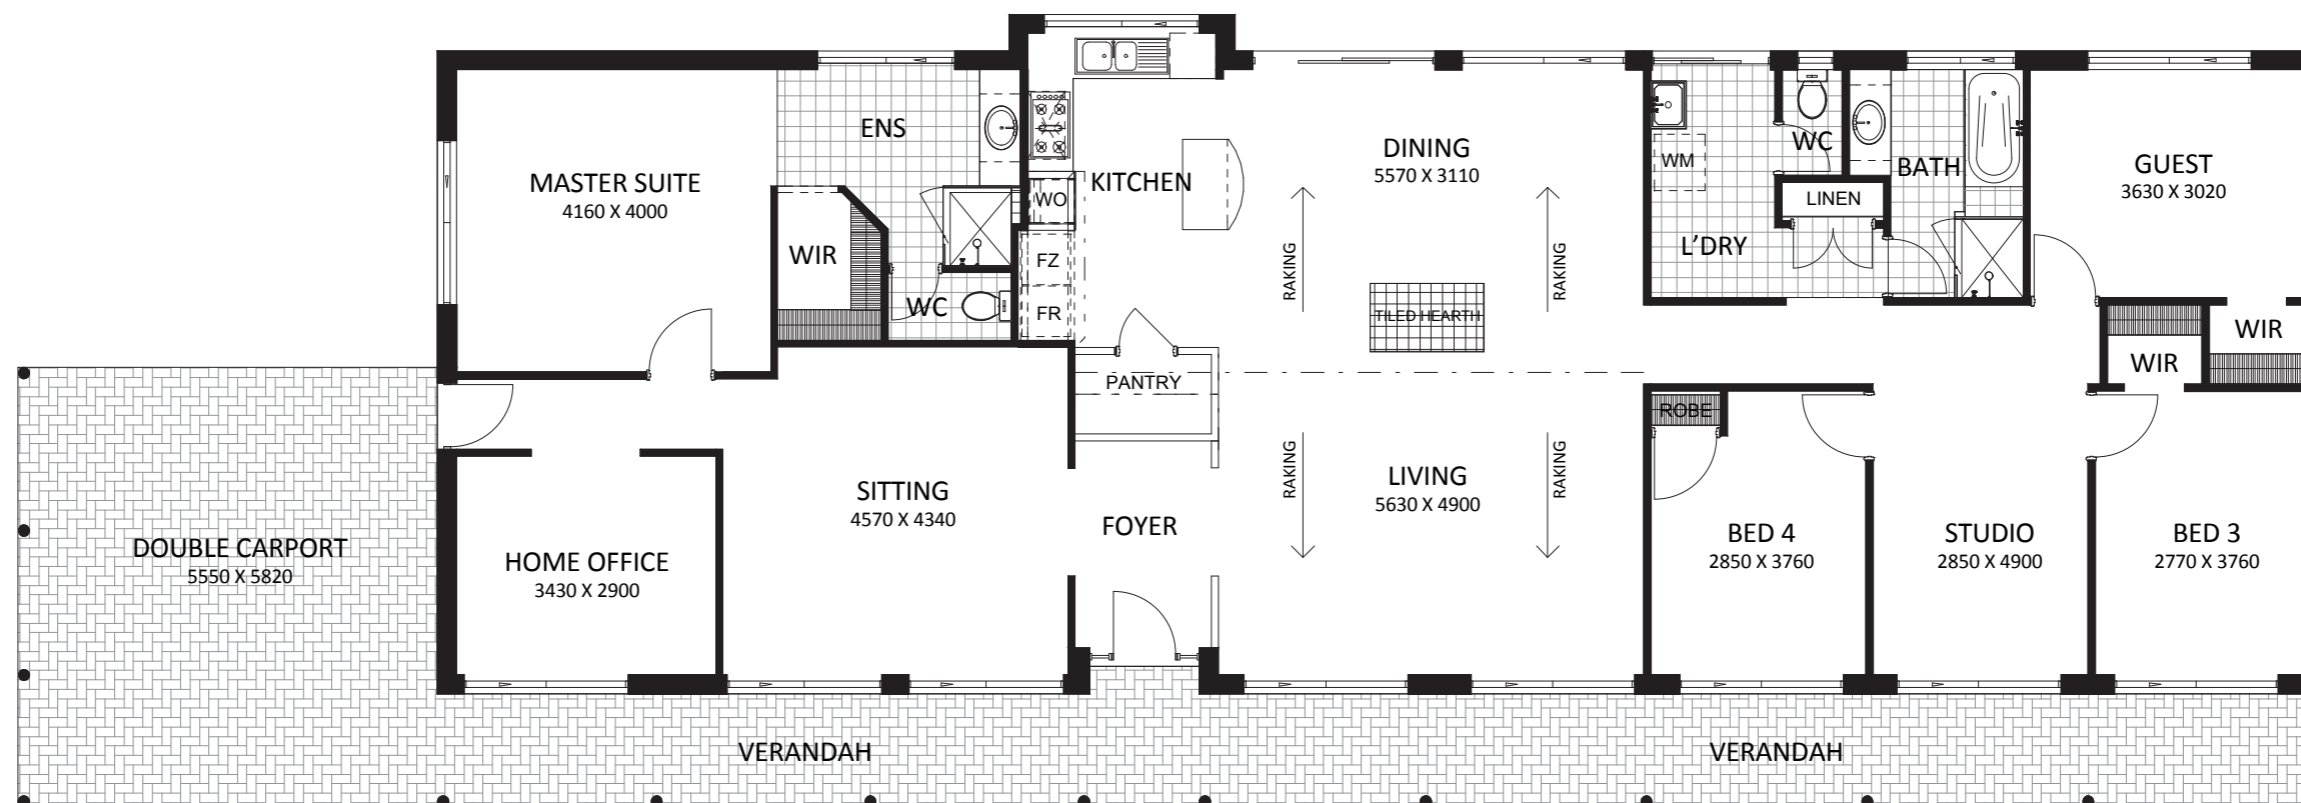 MASTER SUITE
4160 X 4000
ENS
WIR
WC
WO
FZ
FR
KITCHEN
PANTRY
DINING
5570 X 3110
RAKING
RAKING
TILED HEARTH
WM
L'DRY
WC
LINEN
BATH
GUEST
3630 X 3020
WIR
WIR
DOUBLE CARPORT
5550 X 5820
HOME OFFICE
3430 X 2900
SITTING
4570 X 4340
FOYER
RAKING
LIVING
5630 X 4900
RAKING
ROBE
BED 4
2850 X 3760
STUDIO
2850 X 4900
BED 3
2770 X 3760
VERANDAH
VERANDAH